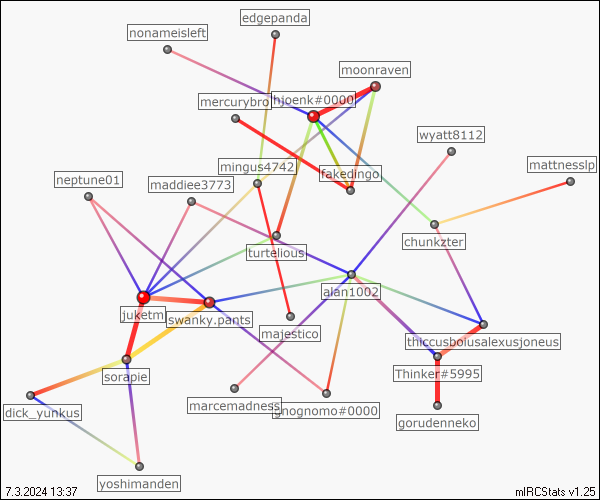 edgepanda
nonameisleft
moonraven
hjoenk#0000
mercurybro
wyatt8112
mingus4742
fakedingo
mattnesslp
neptune01
maddiee3773
chunkzter
turtelious
alan1002
juketm
swanky.pants
majestico
thiccusboiusalexusjoneus
sorapie
Thinker#5995
marcemadness
gnognomo#0000
dick_yunkus
gorudenneko
yoshimanden
7.3.2024 13:37
mIRCStats v1.25